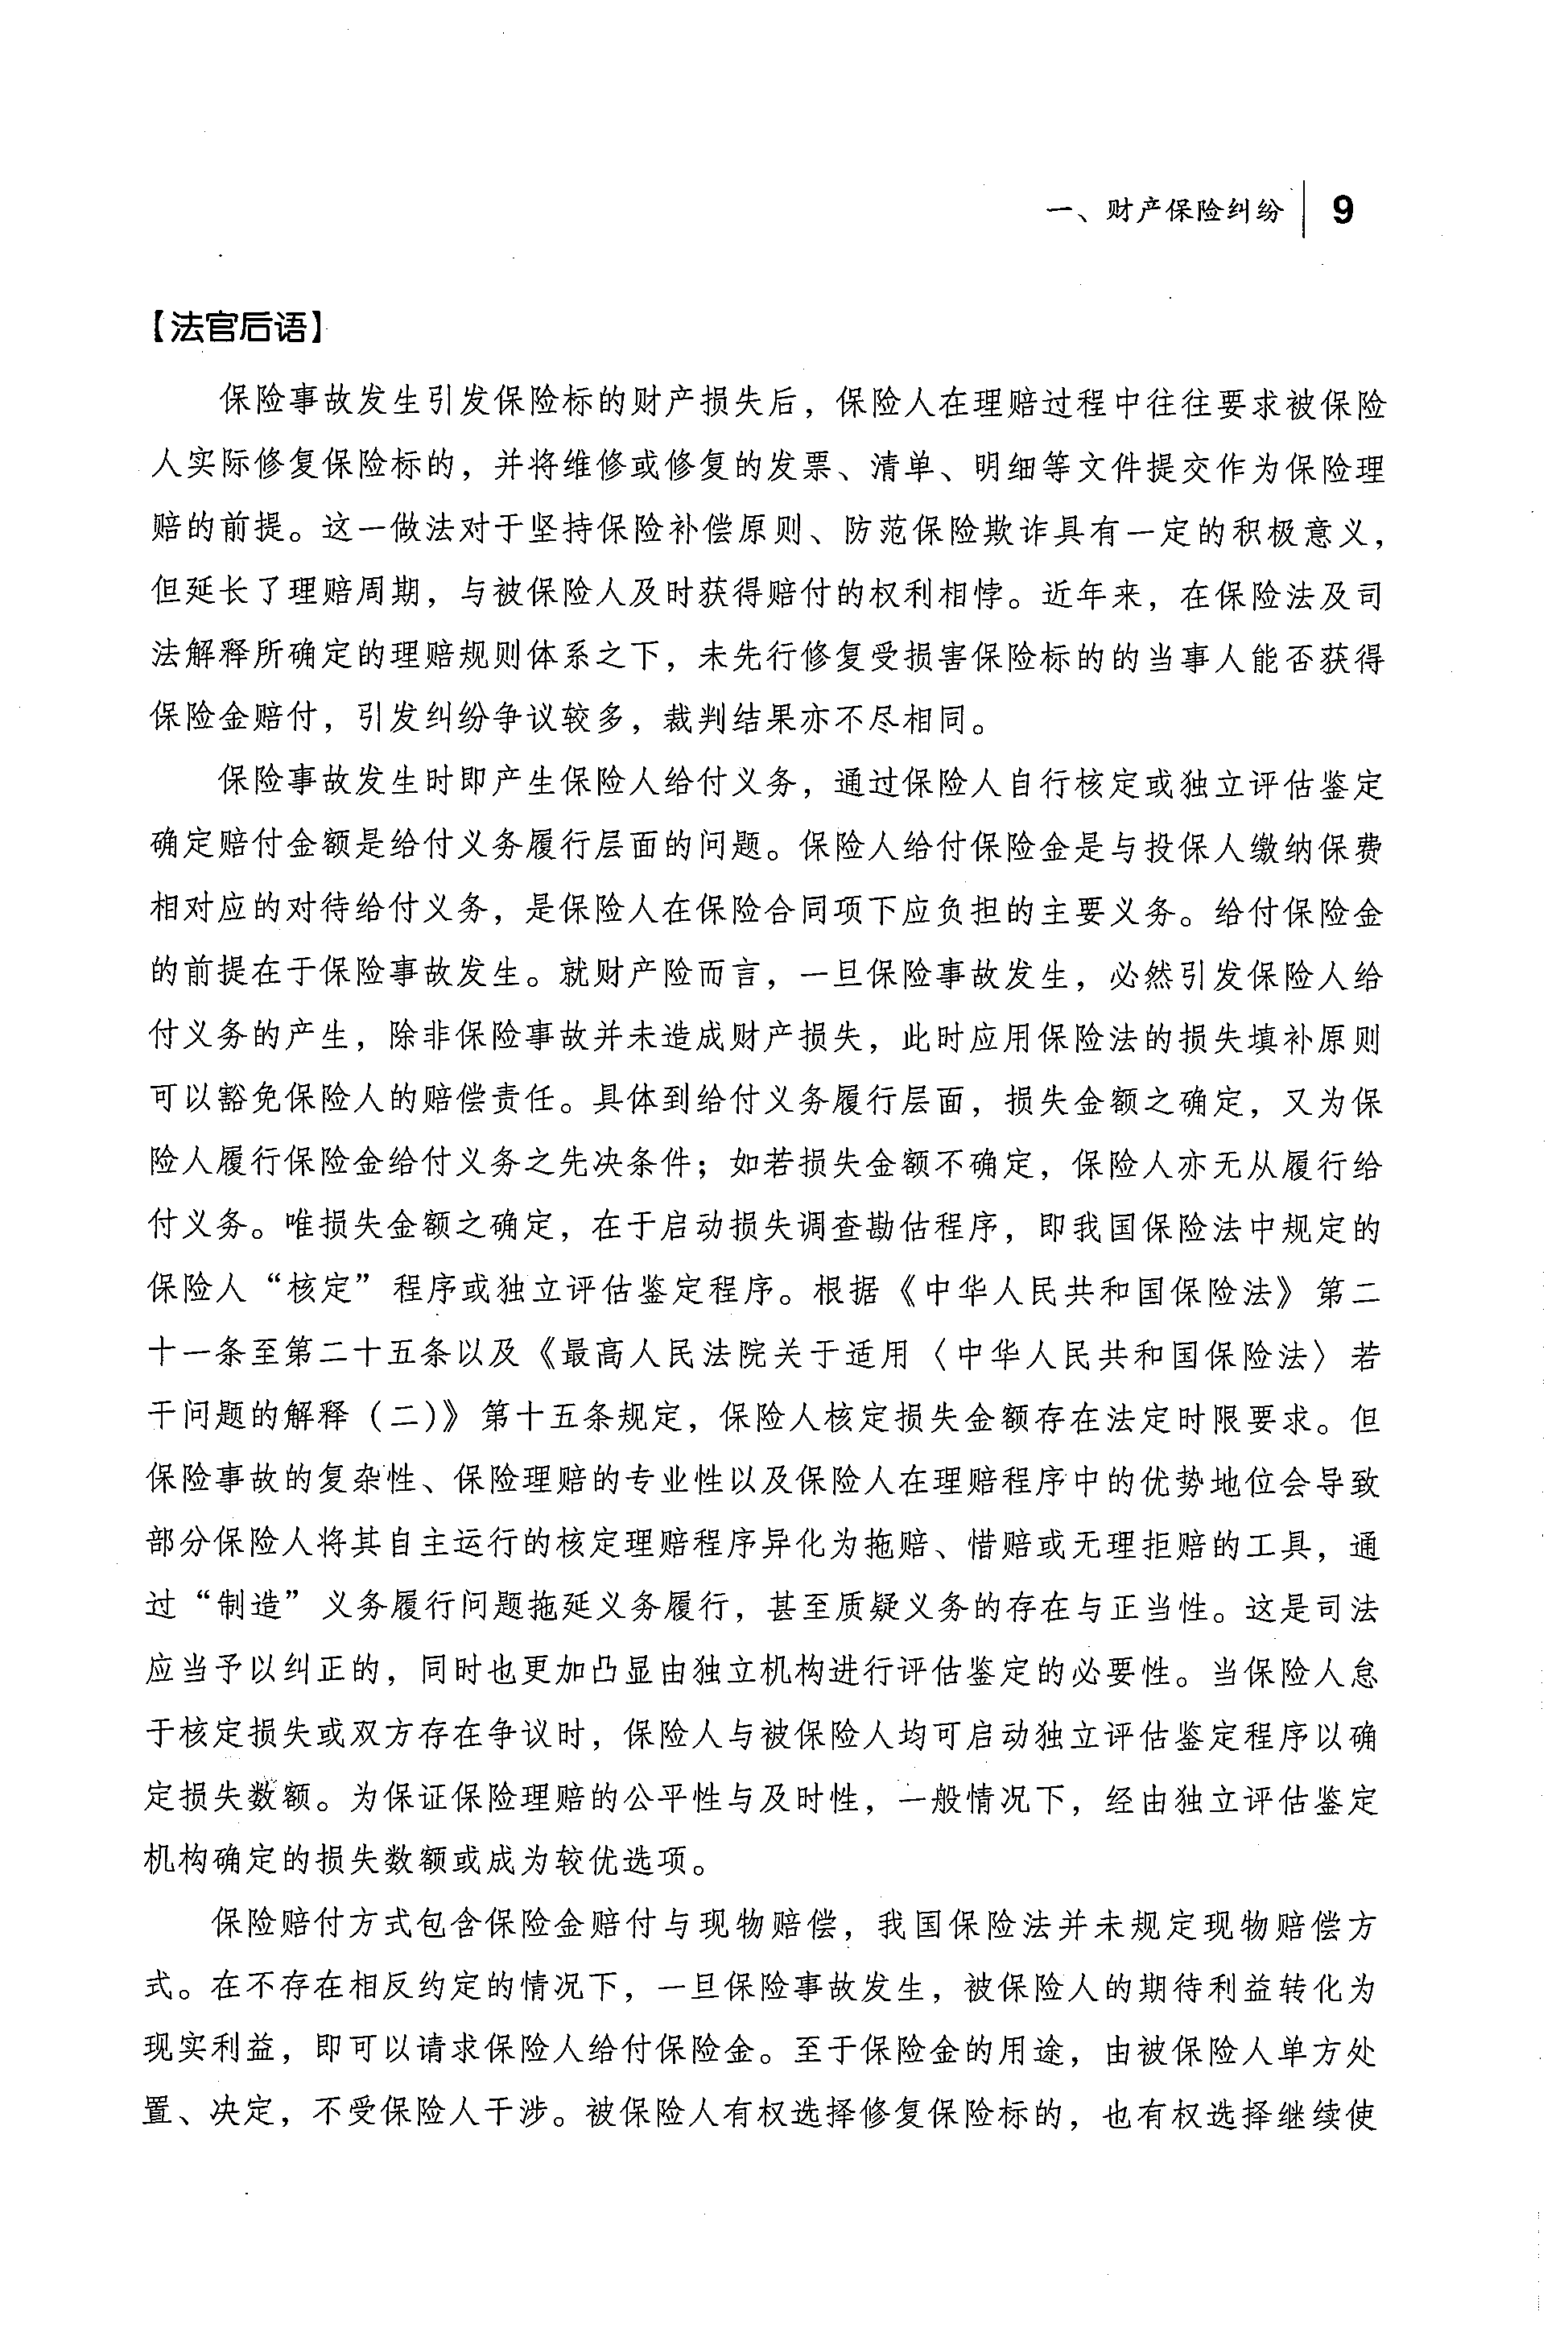 一、财产保险纠纷 9
【法官后语】
保险事故发生引发保险标的财产损失后，保险人在理赔过程中往往要求被保险
人实际修复保险标的，并将维修或修复的发票、清单、明细等文件提交作为保险理
赔的前提。这一做法对于坚持保险补偿原则、防范保险欺诈具有一定的积极意义，
但延长了理赔周期，与被保险人及时获得赔付的权利相悖。近年来，在保险法及司
法解释所确定的理赔规则体系之下，未先行修复受损害保险标的的当事人能否获得
保险金赔付，引发纠纷争议较多，裁判结果亦不尽相同。
保险事故发生时即产生保险人给付义务，通过保险人自行核定或独立评估鉴定
确定赔付金额是给付义务履行层面的问题。保险人给付保险金是与投保人缴纳保费
相对应的对待给付义务，是保险人在保险合同项下应负担的主要义务。给付保险金
的前提在于保险事故发生。就财产险而言，一旦保险事故发生，必然引发保险人给
付义务的产生，除非保险事故并未造成财产损失，此时应用保险法的损失填补原则
可以豁免保险人的赔偿责任。具体到给付义务履行层面，损失金额之确定，又为保
险人履行保险金给付义务之先决条件；如若损失金额不确定，保险人亦无从履行给
付义务。唯损失金额之确定，在于启动损失调查勘估程序，即我国保险法中规定的
保险人“核定”程序或独立评估鉴定程序。根据《中华人民共和国保险法》第二
十一条至第二十五条以及《最高人民法院关于适用〈中华人民共和国保险法〉若
干问题的解释（二）》第十五条规定，保险人核定损失金额存在法定时限要求。但
保险事故的复杂性、保险理赔的专业性以及保险人在理赔程序中的优势地位会导致
部分保险人将其自主运行的核定理赔程序异化为拖赔、惜赔或无理拒赔的工具，通
过“制造”义务履行问题拖延义务履行，甚至质疑义务的存在与正当性。这是司法
应当予以纠正的，同时也更加凸显由独立机构进行评估鉴定的必要性。当保险人怠
于核定损失或双方存在争议时，保险人与被保险人均可启动独立评估鉴定程序以确
定损失数额。为保证保险理赔的公平性与及时性，一般情况下，经由独立评估鉴定
机构确定的损失数额或成为较优选项。
保险赔付方式包含保险金赔付与现物赔偿，我国保险法并未规定现物赔偿方
式。在不存在相反约定的情况下，一旦保险事故发生，被保险人的期待利益转化为
现实利益，即可以请求保险人给付保险金。至于保险金的用途，由被保险人单方处
置、决定，不受保险人干涉。被保险人有权选择修复保险标的，也有权选择继续使